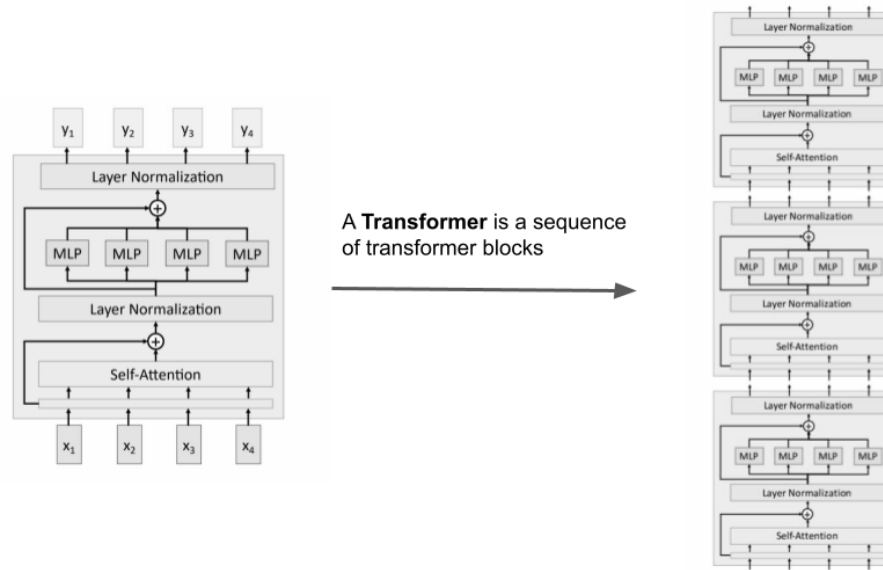 y₁ y₂ y₃ y₄
Layer Normalization
MLP MLP MLP MLP
Layer Normalization
Self-Attention
x₁ x₂ x₃ x₄
A Transformer is a sequence
of transformer blocks
Layer Normalization
MLP MLP MLP MLP
Layer Normalization
Self-Attention
Layer Normalization
MLP MLP MLP MLP
Layer Normalization
Self-Attention
Layer Normalization
MLP MLP MLP MLP
Layer Normalization
Self-Attention